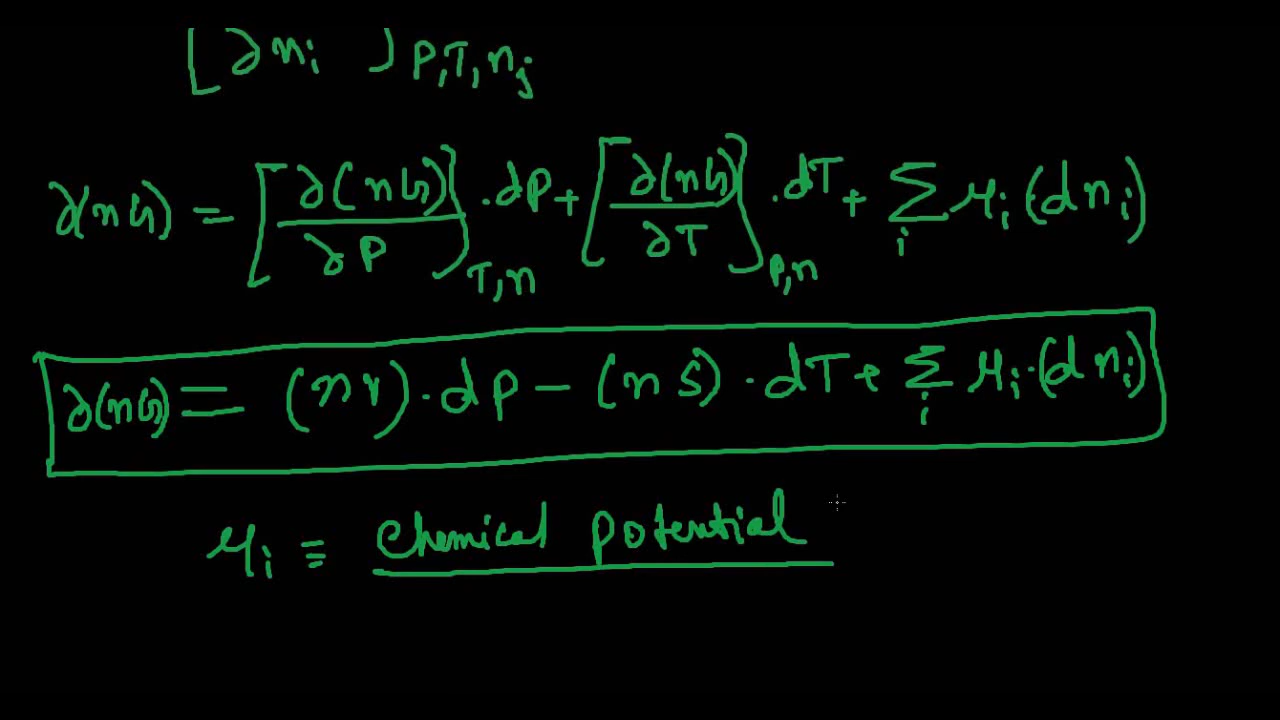 [∂nᵢ ]P,T,nⱼ
∂(nG) = [∂(nG)/∂P]T,n · dP + [∂(nG)/∂T]P,n · dT + Σᵢ μᵢ (dnᵢ)
∂(nG) = (nV) · dP − (nS) · dT + Σᵢ μᵢ · (dnᵢ)
μᵢ ≡ Chemical potential